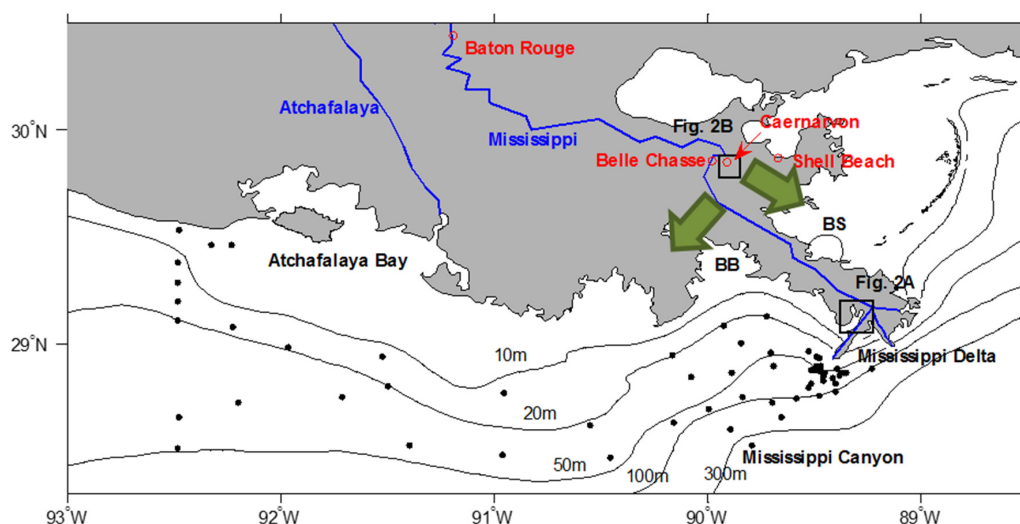 Baton Rouge
Atchafalaya
Mississippi
Fig. 2B
Caernarvon
30°N
Belle Chasse
Shell Beach
BS
Atchafalaya Bay
BB
Fig. 2A
29°N
10m
Mississippi Delta
20m
50m
100m
300m
Mississippi Canyon
93°W
92°W
91°W
90°W
89°W